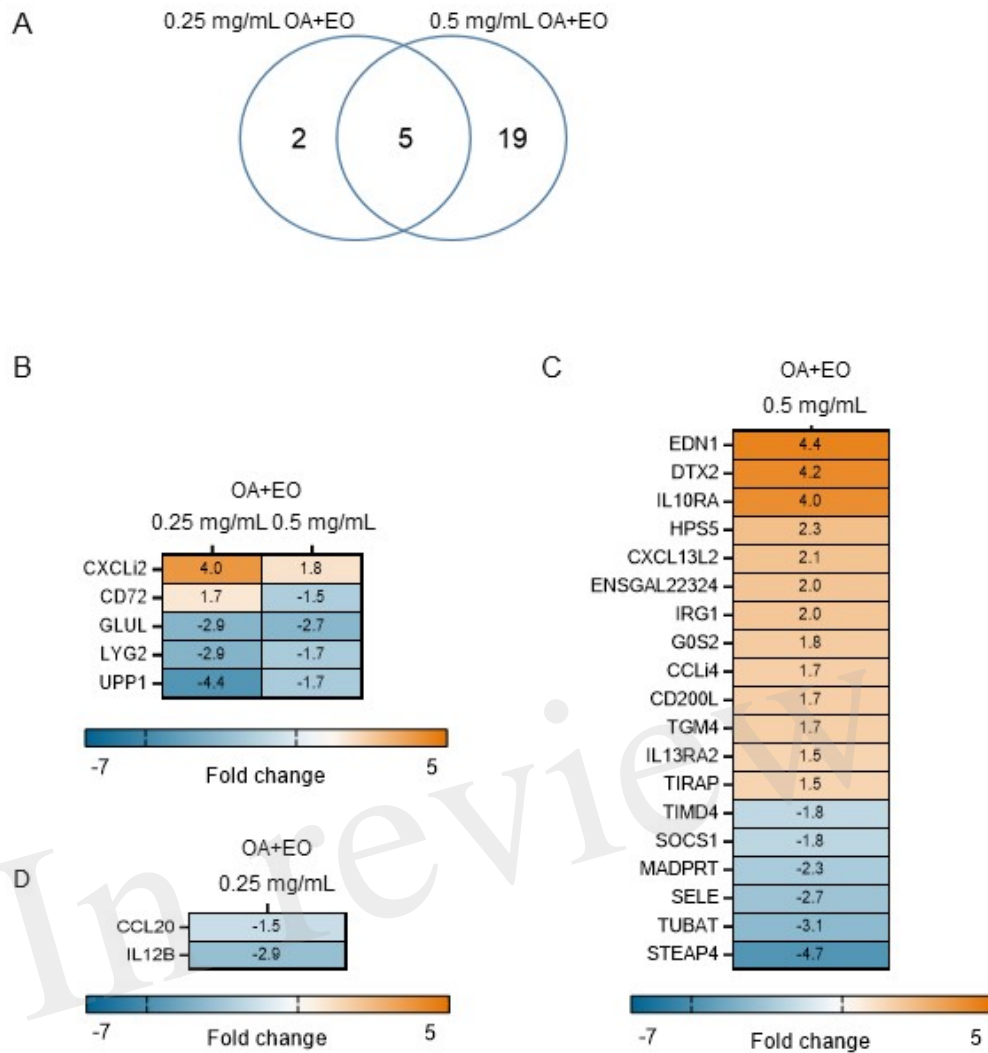 A
0.25 mg/mL OA+EO 0.5 mg/mL OA+EO
2 5 19
B
OA+EO
0.25 mg/mL 0.5 mg/mL
CXCLi2 4.0 1.8
CD72 1.7 -1.5
GLUL -2.9 -2.7
LYG2 -2.9 -1.7
UPP1 -4.4 -1.7
-7 Fold change 5
C
OA+EO
0.5 mg/mL
EDN1 4.4
DTX2 4.2
IL10RA 4.0
HPS5 2.3
CXCL13L2 2.1
ENSGAL22324 2.0
IRG1 2.0
G0S2 1.8
CCLi4 1.7
CD200L 1.7
TGM4 1.7
IL13RA2 1.5
TIRAP 1.5
TIMD4 -1.8
SOCS1 -1.8
MADPRT -2.3
SELE -2.7
TUBAT -3.1
STEAP4 -4.7
-7 Fold change 5
D
OA+EO
0.25 mg/mL
CCL20 -1.5
IL12B -2.9
-7 Fold change 5
In review